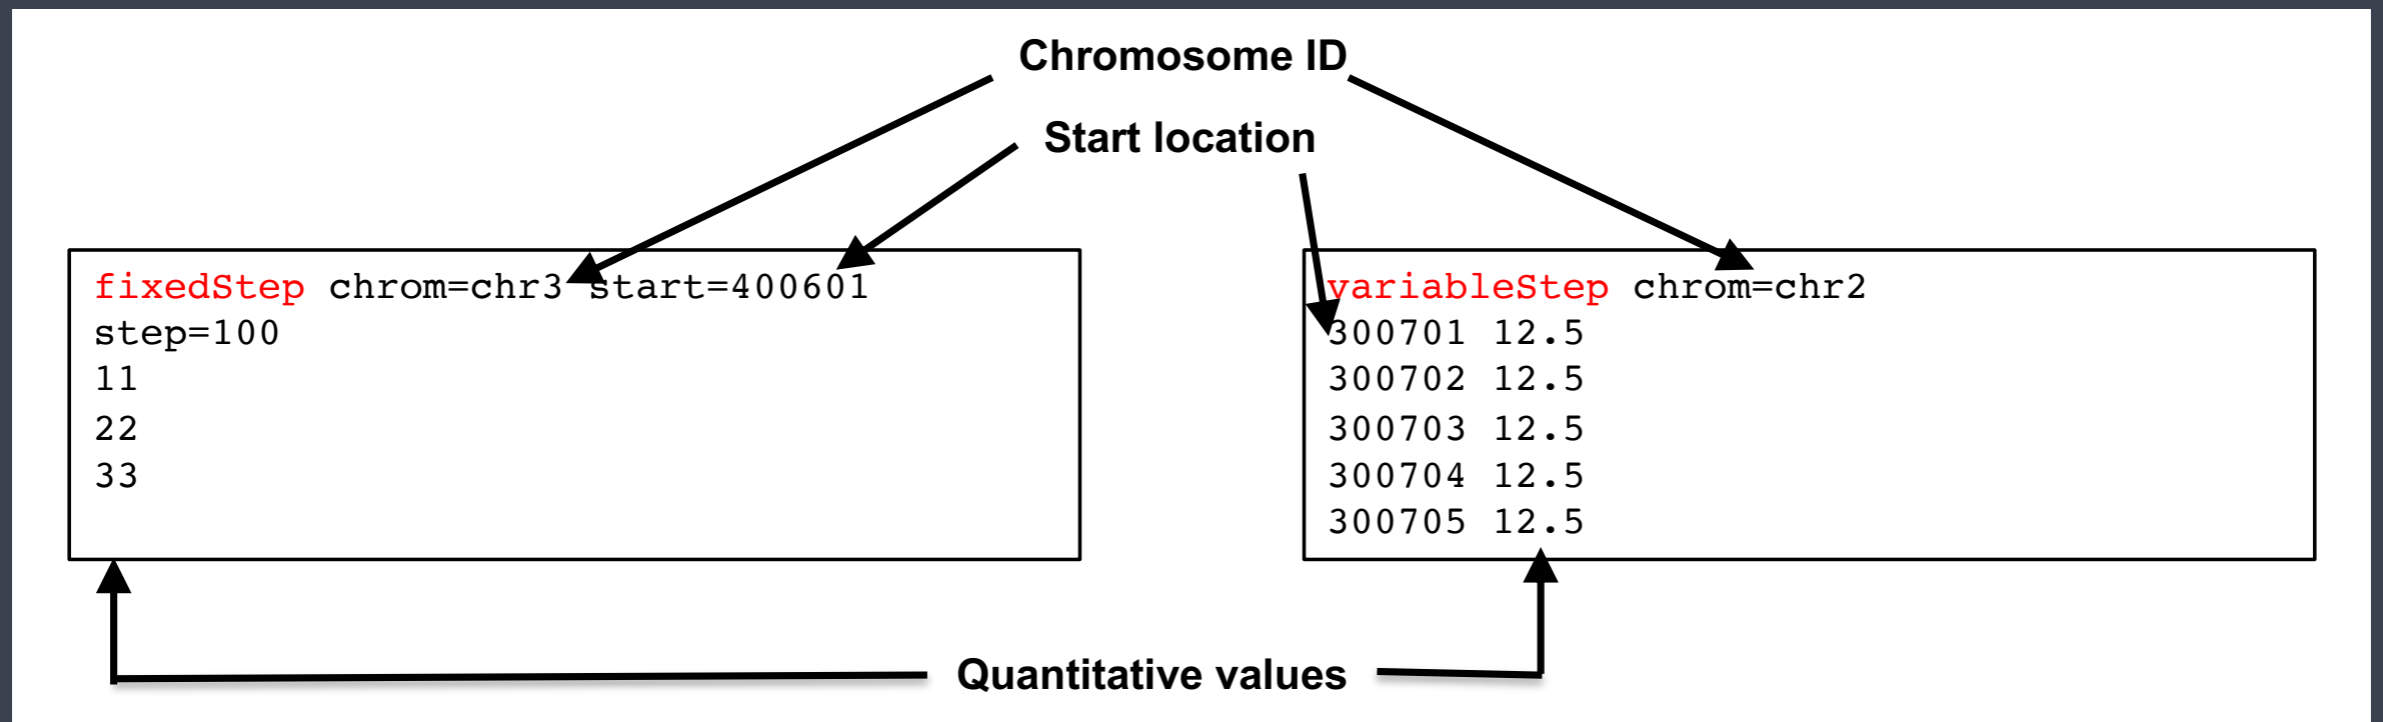 Chromosome ID
Start location
fixedStep chrom=chr3 start=400601
step=100
11
22
33
variableStep chrom=chr2
300701 12.5
300702 12.5
300703 12.5
300704 12.5
300705 12.5
Quantitative values